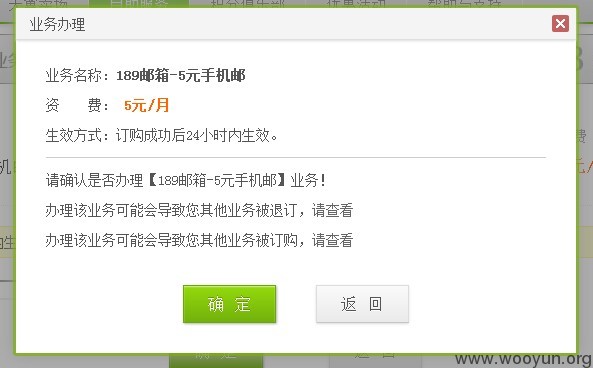 业务办理
业务名称：189邮箱-5元手机邮
资　　费： 5元/月
生效方式：订购成功后24小时内生效。
请确认是否办理【189邮箱-5元手机邮】业务！
办理该业务可能会导致您其他业务被退订，请查看
办理该业务可能会导致您其他业务被订购，请查看
确 定 返 回
www.wooyun.org